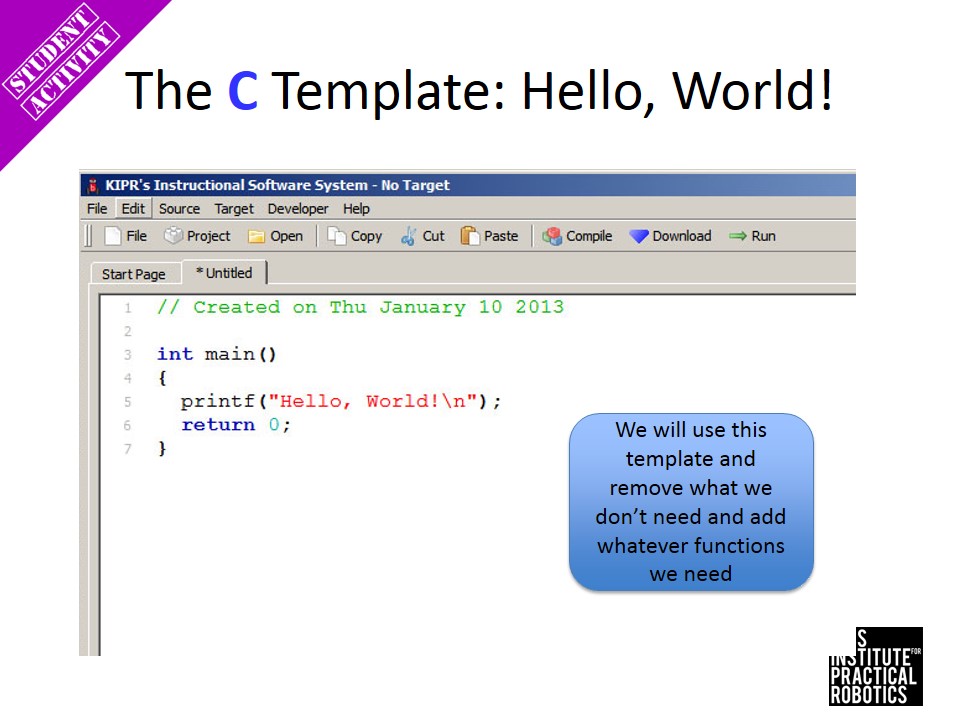 STUDENT
ACTIVITY
The C Template: Hello, World!
KIPR's Instructional Software System - No Target
File Edit Source Target Developer Help
File Project Open Copy Cut Paste Compile Download Run
Start Page * Untitled
1 // Created on Thu January 10 2013
2
3 int main()
4 {
5 printf("Hello, World!\n");
6 return 0;
7 }
We will use this
template and
remove what we
don’t need and add
whatever functions
we need
S
INSTITUTE FOR
PRACTICAL
ROBOTICS